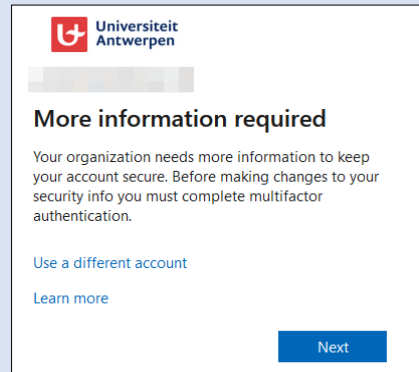 Universiteit
Antwerpen
More information required
Your organization needs more information to keep
your account secure. Before making changes to your
security info you must complete multifactor
authentication.
Use a different account
Learn more
Next